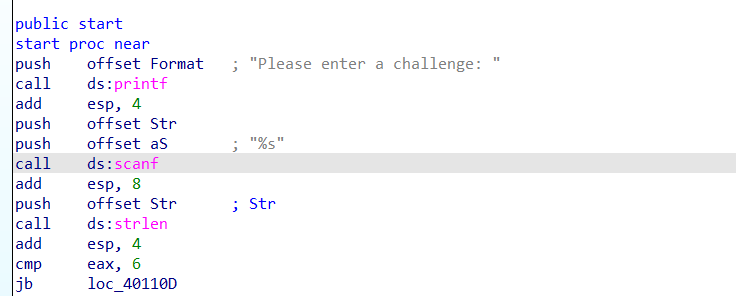 public start
start proc near
push    offset Format   ; "Please enter a challenge: "
call    ds:printf
add     esp, 4
push    offset Str
push    offset aS       ; "%s"
call    ds:scanf
add     esp, 8
push    offset Str      ; Str
call    ds:strlen
add     esp, 4
cmp     eax, 6
jb      loc_40110D